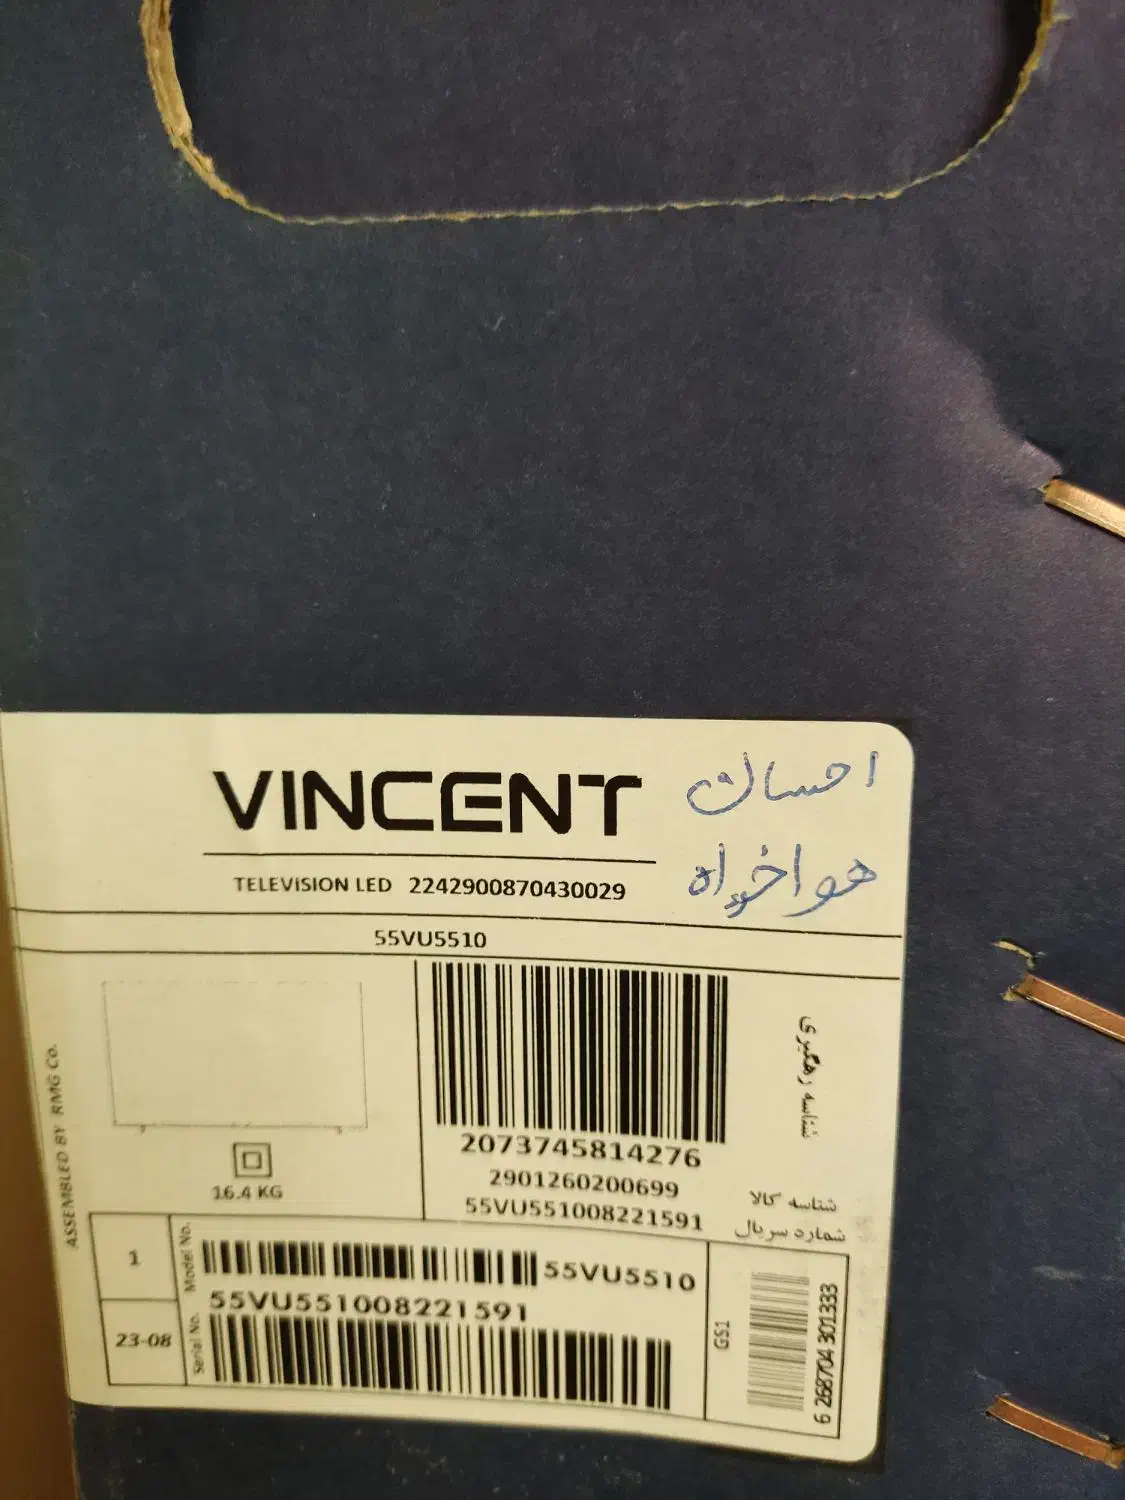 VINCENT
احسان
هواخواه
TELEVISION LED 2242900870430029
55VU5510
ASSEMBLED BY RMG Co.
16.4 KG
شناسه رهگیری
2073745814276
2901260200699
شناسه کالا
55VU551008221591
شماره سریال
1
23-08
Model No.
55VU5510
Serial No.
55VU551008221591
GS1
6 268704 301333